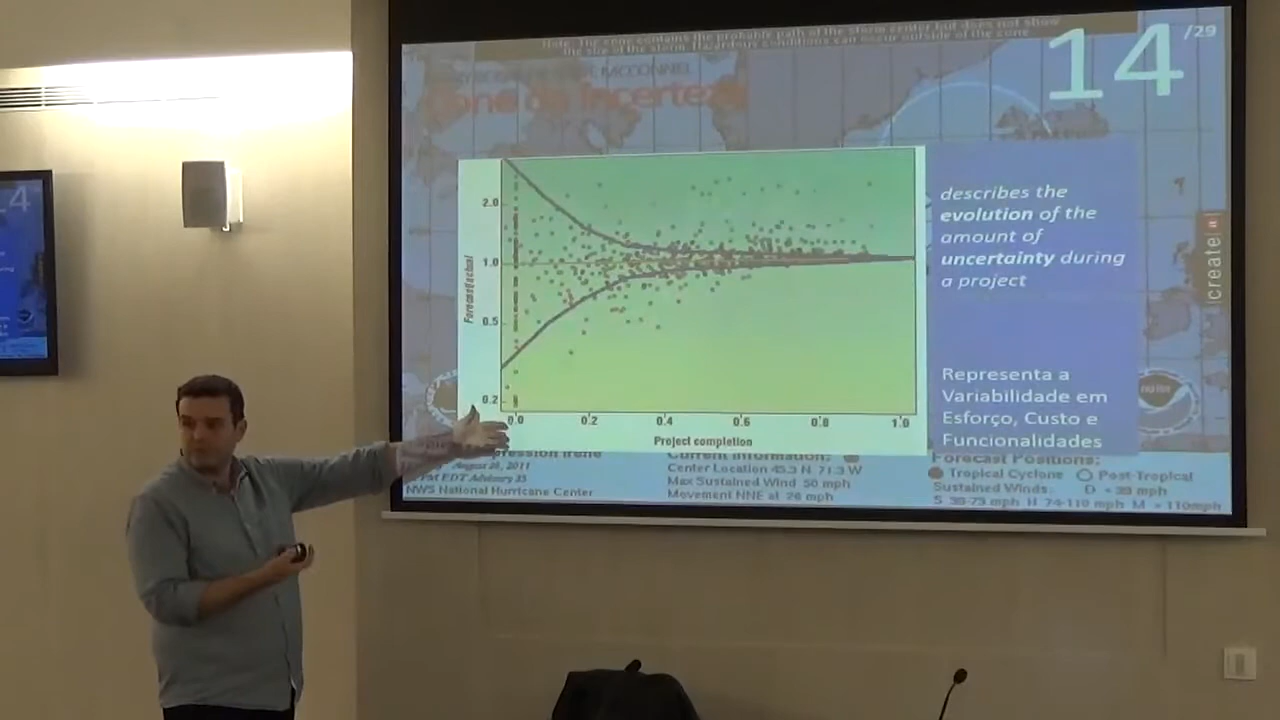 Note: The cone contains the probable path of the storm center but does not show
the size of the storm. Hazardous conditions can occur outside of the cone
14 /29
MCCONNEL
Cone de Incerteza
describes the
evolution of the
amount of
uncertainty during
a project
createit
2.0
1.0
0.5
0.2
Forecast/actual
0.0 0.2 0.4 0.6 0.8 1.0
Project completion
Representa a
Variabilidade em
Esforço, Custo e
Funcionalidades
Irene
August 28, 2011
EDT Advisory 33
NWS National Hurricane Center
Current Information:
Center Location 43.3 N 71.3 W
Max Sustained Wind 50 mph
Movement NNE at 26 mph
Forecast Positions:
Tropical Cyclone Post-Tropical
Sustained Winds: D < 39 mph
S 39-73 mph H 74-110 mph M > 110mph
4